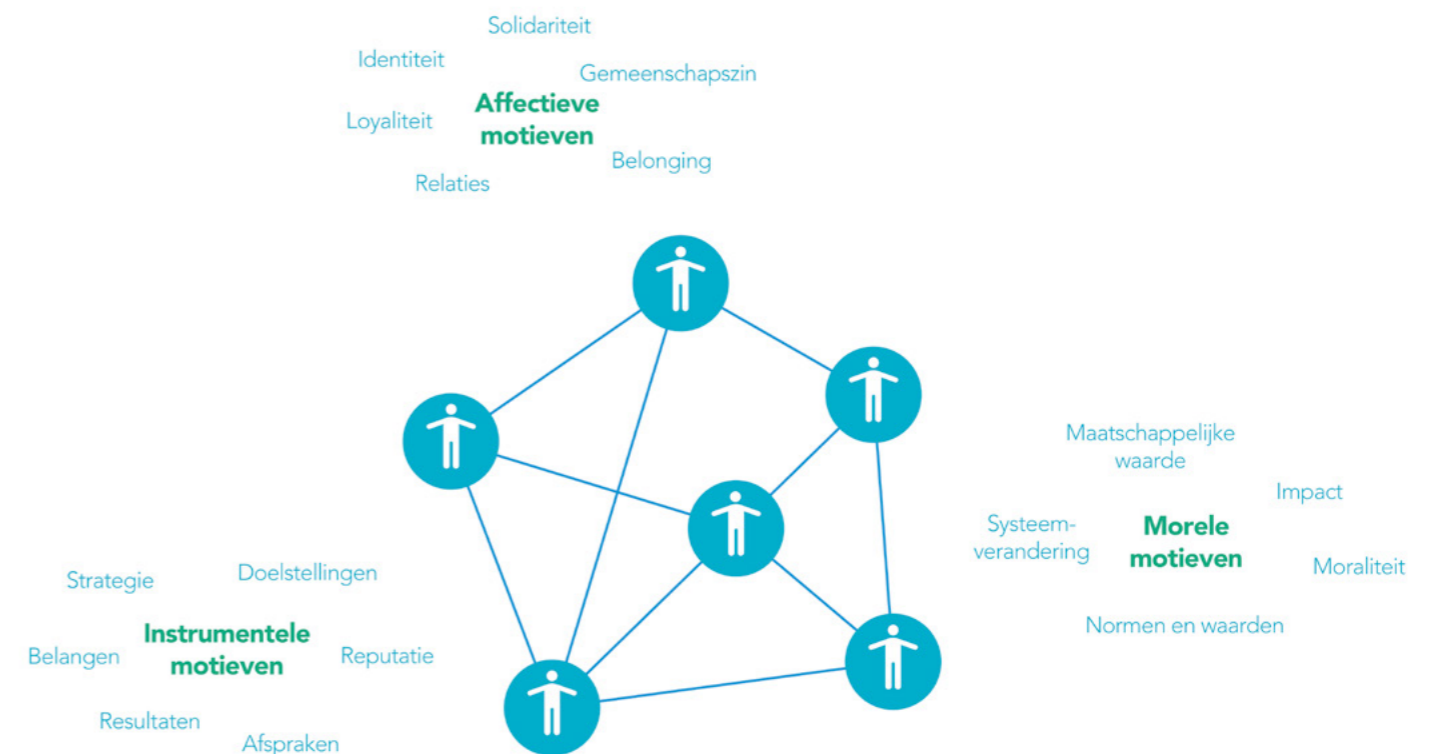 Solidariteit
Identiteit
Gemeenschapszin
Affectieve
motieven
Loyaliteit
Belonging
Relaties
Maatschappelijke
waarde
Impact
Systeem-
verandering
Morele
motieven
Moraliteit
Normen en waarden
Strategie
Doelstellingen
Instrumentele
motieven
Belangen
Reputatie
Resultaten
Afspraken